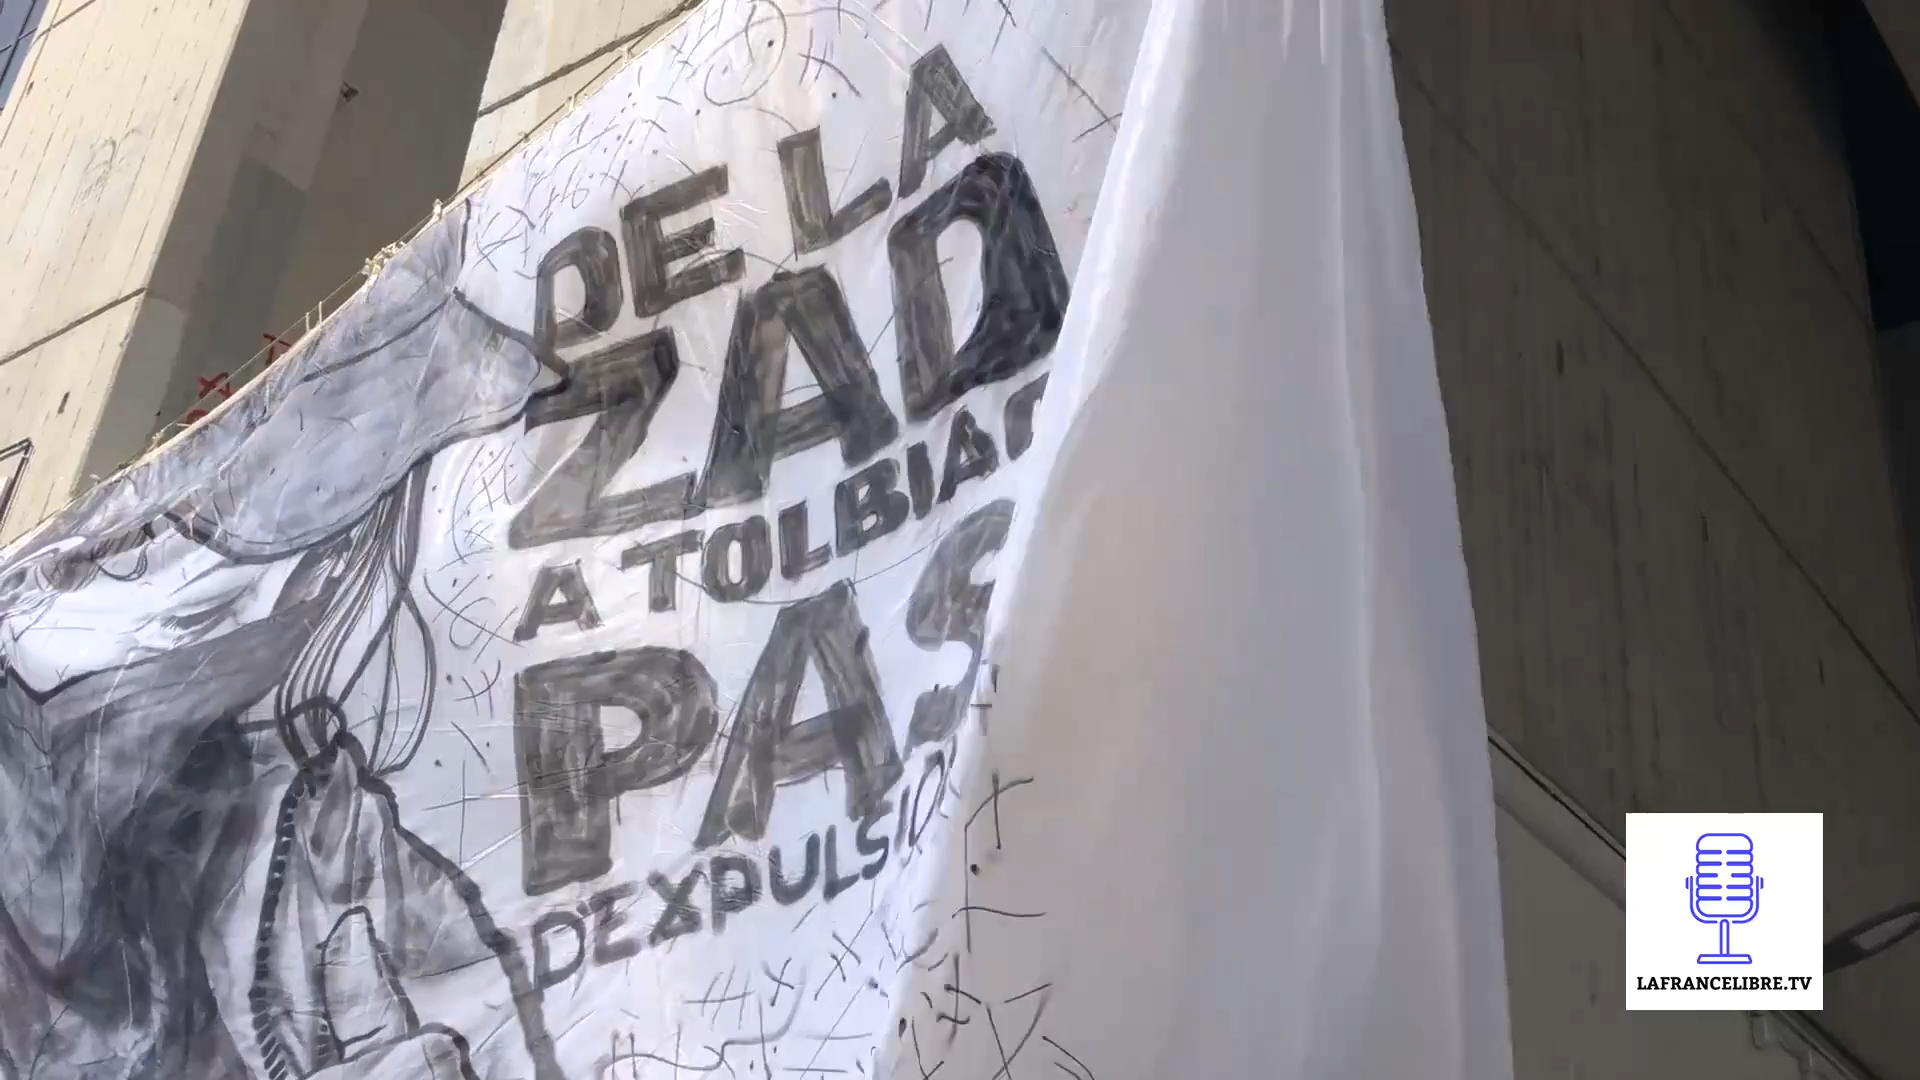 DE LA
ZAD
A TOLBIAC
PAS
D'EXPULSION
LAFRANCELIBRE.TV